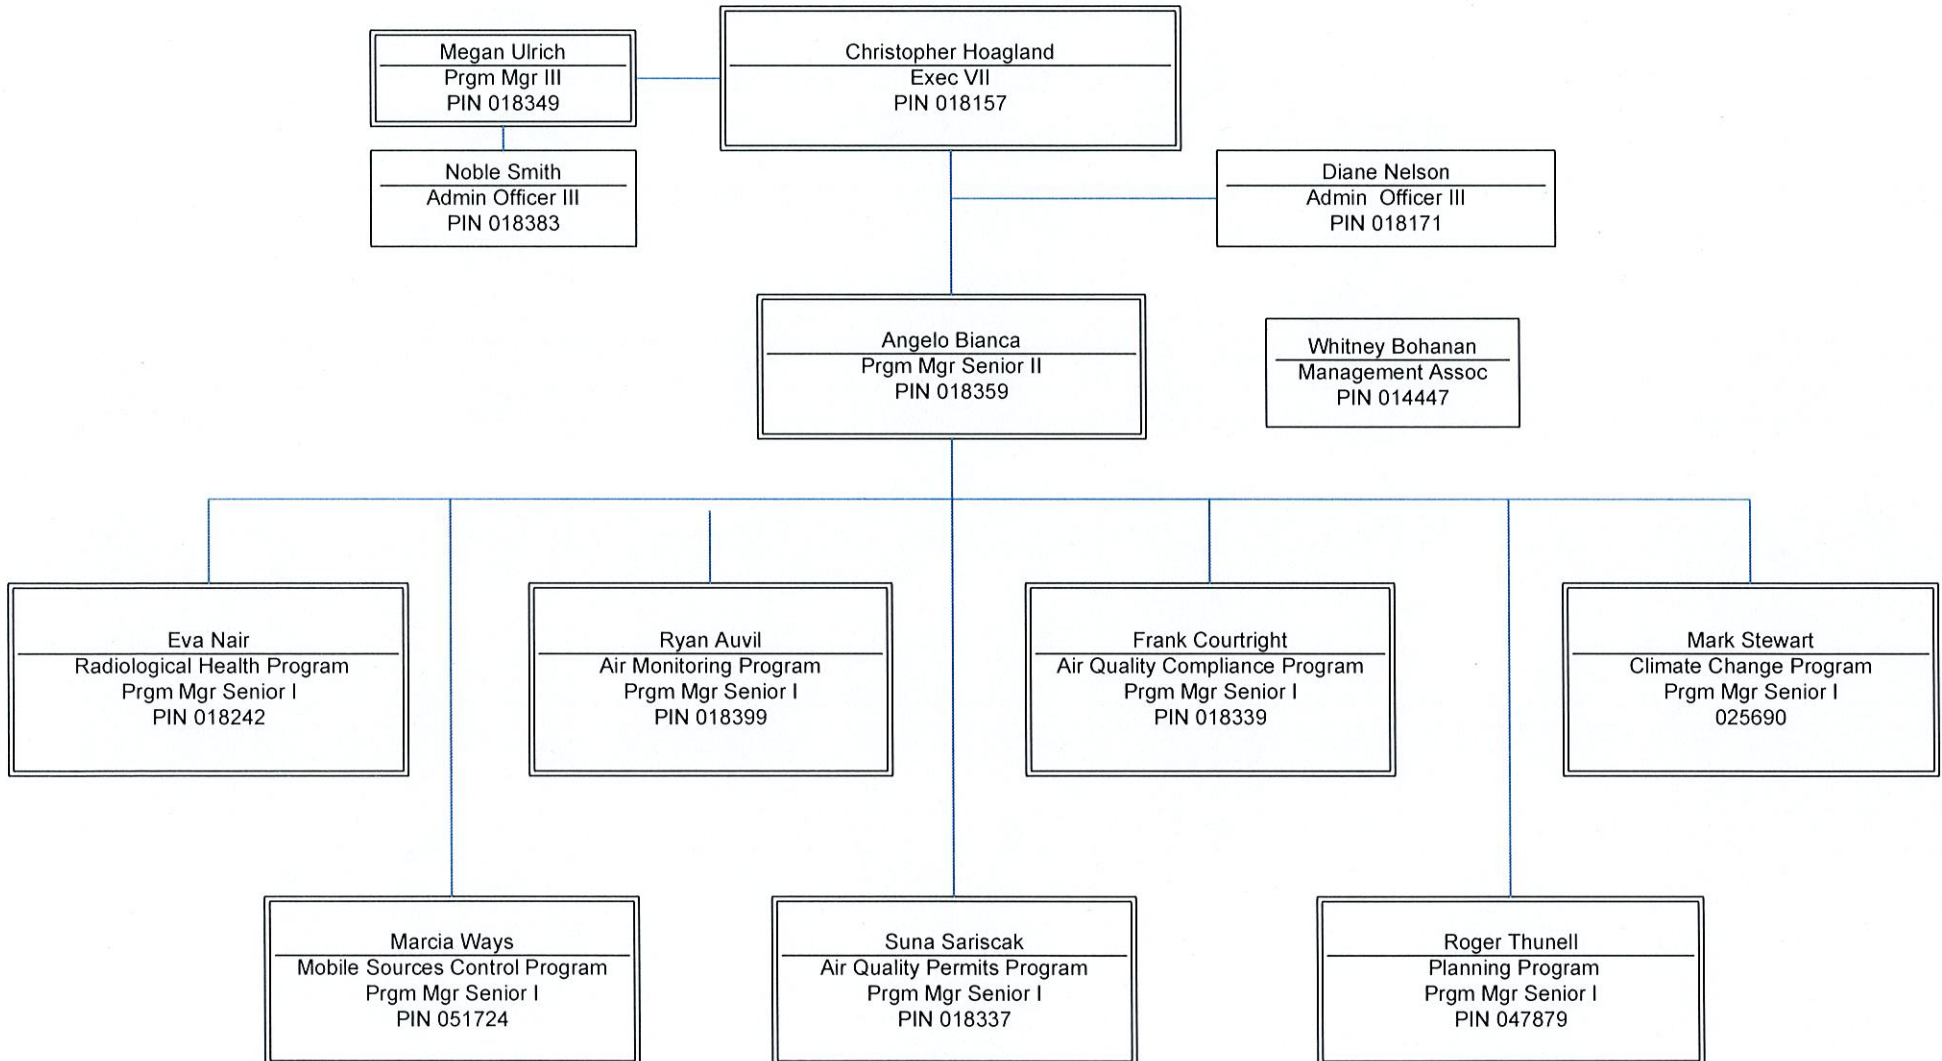 Megan Ulrich
Prgm Mgr III
PIN 018349
Christopher Hoagland
Exec VII
PIN 018157
Noble Smith
Admin Officer III
PIN 018383
Diane Nelson
Admin Officer III
PIN 018171
Angelo Bianca
Prgm Mgr Senior II
PIN 018359
Whitney Bohanan
Management Assoc
PIN 014447
Eva Nair
Radiological Health Program
Prgm Mgr Senior I
PIN 018242
Ryan Auvil
Air Monitoring Program
Prgm Mgr Senior I
PIN 018399
Frank Courtright
Air Quality Compliance Program
Prgm Mgr Senior I
PIN 018339
Mark Stewart
Climate Change Program
Prgm Mgr Senior I
025690
Marcia Ways
Mobile Sources Control Program
Prgm Mgr Senior I
PIN 051724
Suna Sariscak
Air Quality Permits Program
Prgm Mgr Senior I
PIN 018337
Roger Thunell
Planning Program
Prgm Mgr Senior I
PIN 047879